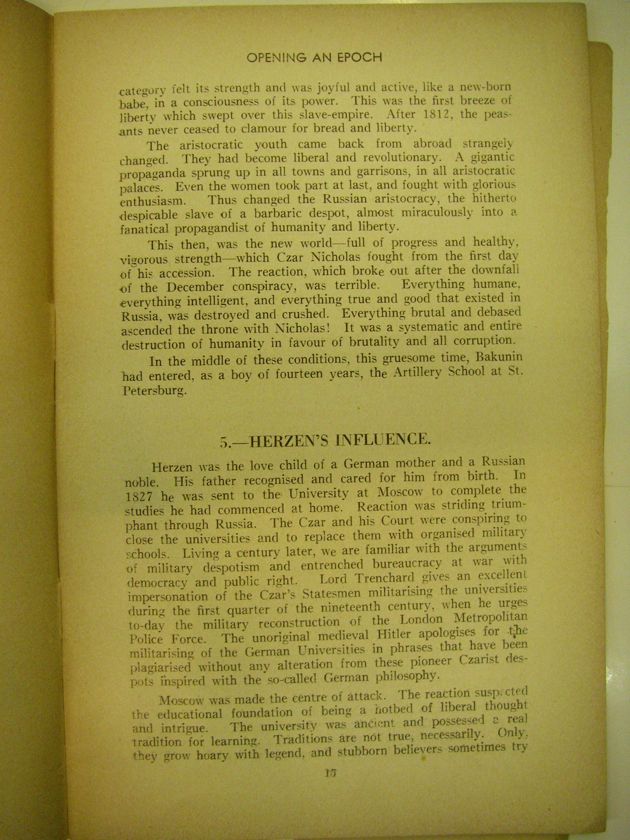 OPENING AN EPOCH
category felt its strength and was joyful and active, like a new-born
babe, in a consciousness of its power. This was the first breeze of
liberty which swept over this slave-empire. After 1812, the peas-
ants never ceased to clamour for bread and liberty.
The aristocratic youth came back from abroad strangely
changed. They had become liberal and revolutionary. A gigantic
propaganda sprung up in all towns and garrisons, in all aristocratic
palaces. Even the women took part at last, and fought with glorious
enthusiasm. Thus changed the Russian aristocracy, the hitherto
despicable slave of a barbaric despot, almost miraculously into a
fanatical propagandist of humanity and liberty.
This then, was the new world—full of progress and healthy,
vigorous strength—which Czar Nicholas fought from the first day
of his accession. The reaction, which broke out after the downfall
of the December conspiracy, was terrible. Everything humane,
everything intelligent, and everything true and good that existed in
Russia, was destroyed and crushed. Everything brutal and debased
ascended the throne with Nicholas! It was a systematic and entire
destruction of humanity in favour of brutality and all corruption.
In the middle of these conditions, this gruesome time, Bakunin
had entered, as a boy of fourteen years, the Artillery School at St.
Petersburg.
5.—HERZEN'S INFLUENCE.
Herzen was the love child of a German mother and a Russian
noble. His father recognised and cared for him from birth. In
1827 he was sent to the University at Moscow to complete the
studies he had commenced at home. Reaction was striding trium-
phant through Russia. The Czar and his Court were conspiring to
close the universities and to replace them with organised military
schools. Living a century later, we are familiar with the arguments
of military despotism and entrenched bureaucracy at war with
democracy and public right. Lord Trenchard gives an excellent
impersonation of the Czar's Statesmen militarising the universities
during the first quarter of the nineteenth century, when he urges
to-day the military reconstruction of the London Metropolitan
Police Force. The unoriginal medieval Hitler apologises for the
militarising of the German Universities in phrases that have been
plagiarised without any alteration from these pioneer Czarist des-
pots inspired with the so-called German philosophy.
Moscow was made the centre of attack. The reaction suspected
the educational foundation of being a hotbed of liberal thought
and intrigue. The university was ancient and possessed a real
tradition for learning. Traditions are not true, necessarily. Only,
they grow hoary with legend, and stubborn believers sometimes try
17